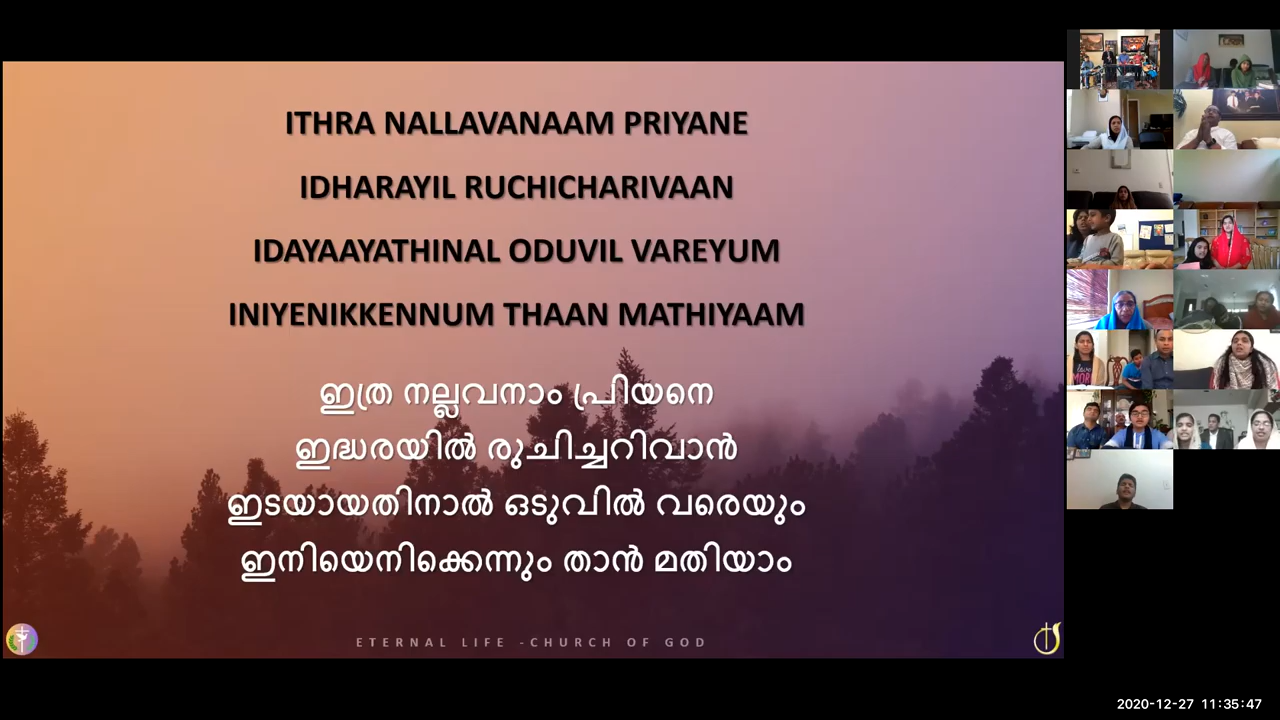 ITHRA NALLAVANAAM PRIYANE
IDHARAYIL RUCHICHARIVAAN
IDAYAAYATHINAL ODUVIL VAREYUM
INIYENIKKENNUM THAAN MATHIYAAM
ഇത്ര നല്ലവനാം പ്രിയനെ
ഇദ്ധരയിൽ രുചിച്ചറിവാൻ
ഇടയായതിനാൽ ഒടുവിൽ വരെയും
ഇനിയെനിക്കെന്നും താൻ മതിയാം
ETERNAL LIFE -CHURCH OF GOD
2020-12-27 11:35:47